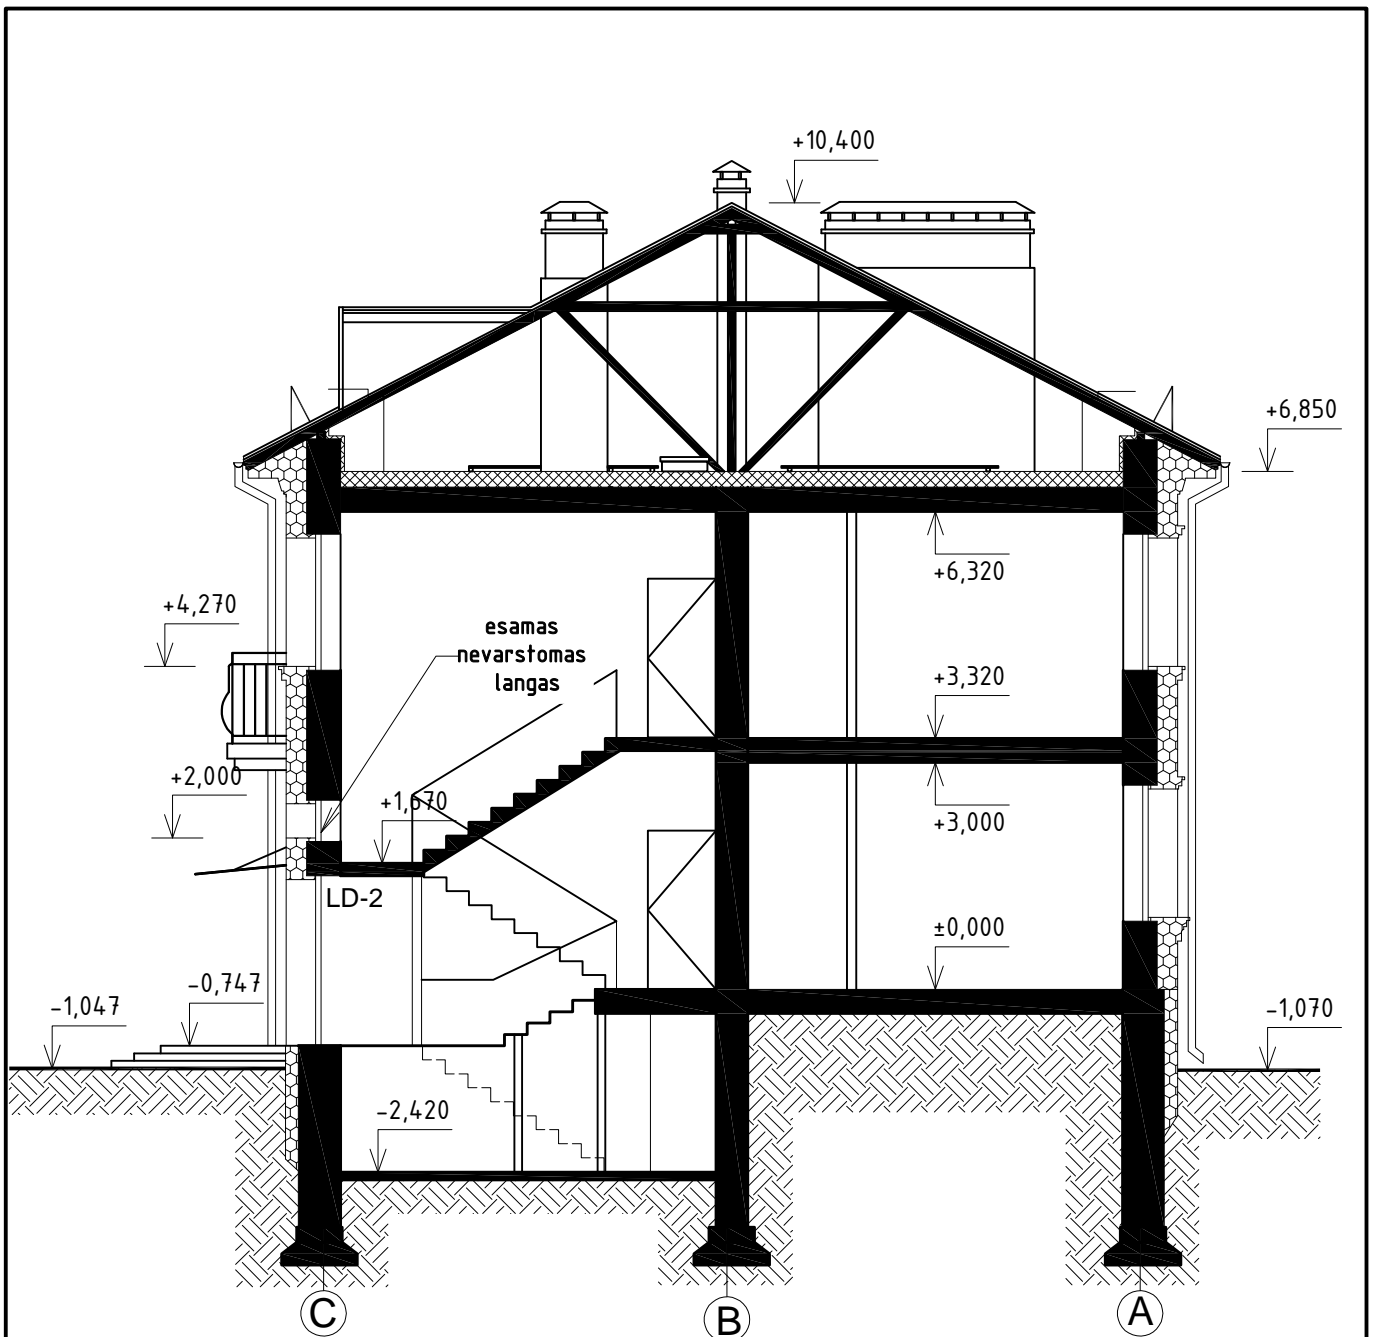 +10,400
+6,850
+6,320
+4,270
esamas
nevarstomas
langas
+3,320
+2,000
+1,670
+3,000
LD-2
±0,000
-0,747
-1,047
-1,070
-2,420
C
B
A